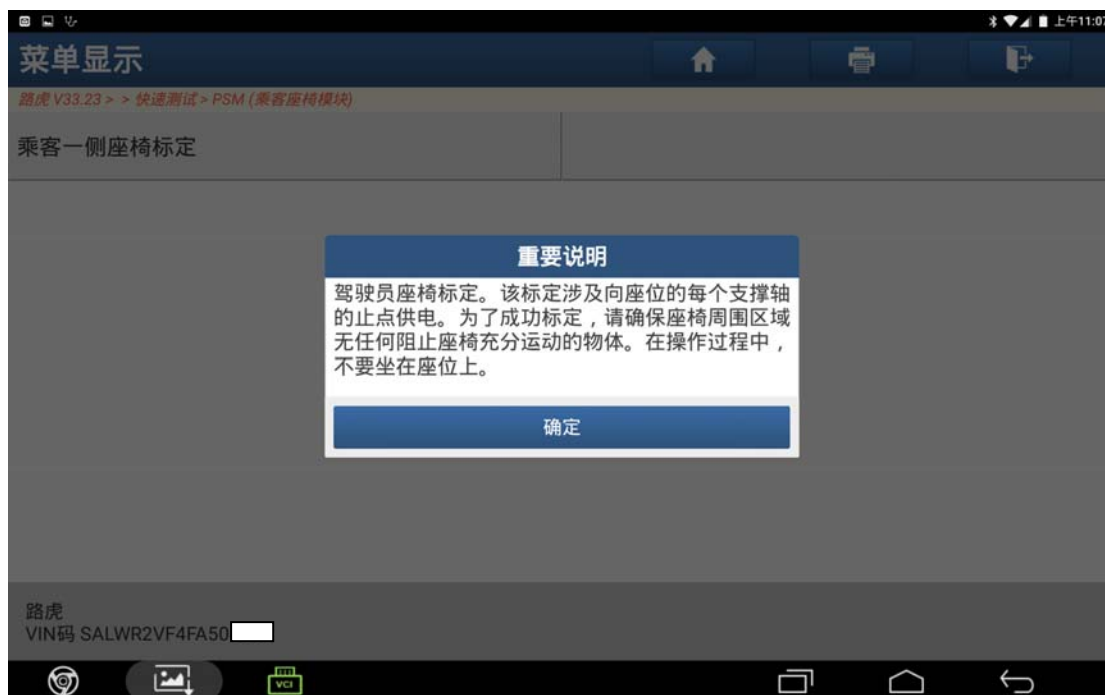 上午11:07
菜单显示
路虎 V33.23 > > 快速测试 > PSM (乘客座椅模块)
乘客一侧座椅标定
重要说明
驾驶员座椅标定。该标定涉及向座位的每个支撑轴
的止点供电。为了成功标定，请确保座椅周围区域
无任何阻止座椅充分运动的物体。在操作过程中，
不要坐在座位上。
确定
路虎
VIN码 SALWR2VF4FA50
VCI